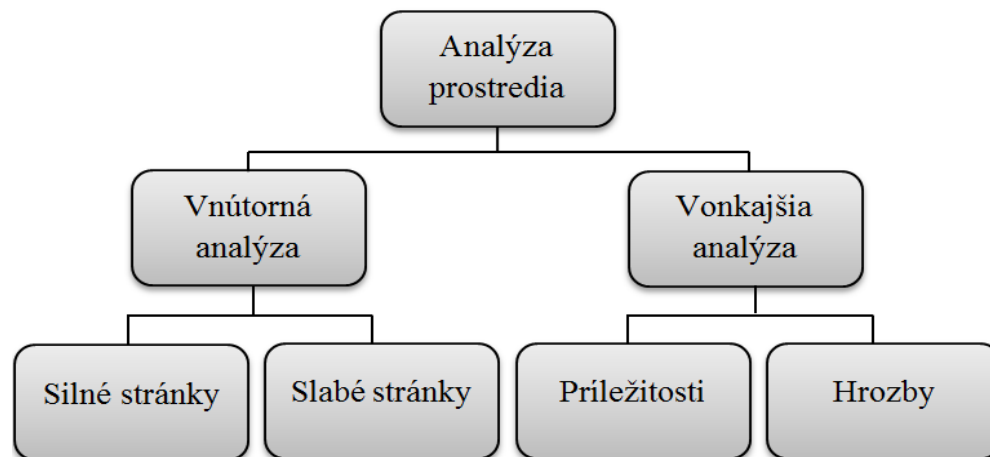 Analýza
prostredia
Vnútorná
analýza
Vonkajšia
analýza
Silné stránky
Slabé stránky
Príležitosti
Hrozby